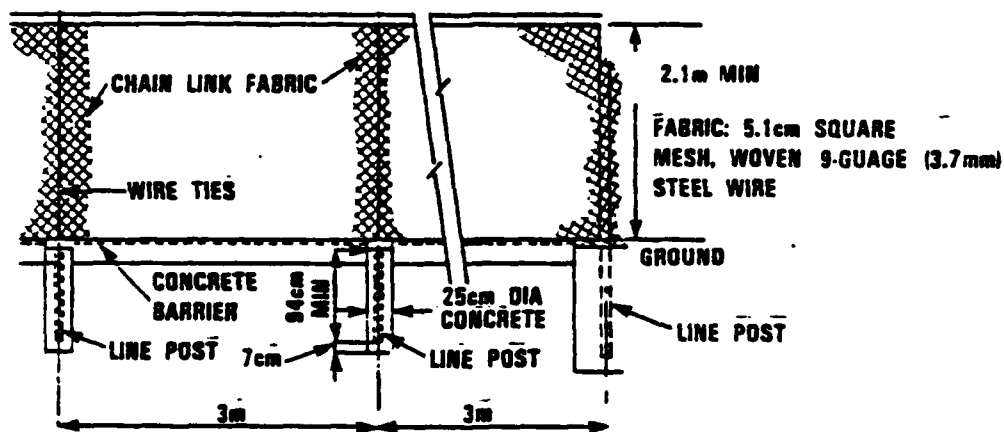 CHAIN LINK FABRIC
2.1m MIN
FABRIC: 5.1cm SQUARE
MESH, WOVEN 9-GUAGE (3.7mm)
STEEL WIRE
WIRE TIES
GROUND
CONCRETE
BARRIER
94cm
MIN
25cm DIA
CONCRETE
LINE POST
LINE POST
7cm
LINE POST
3m
3m